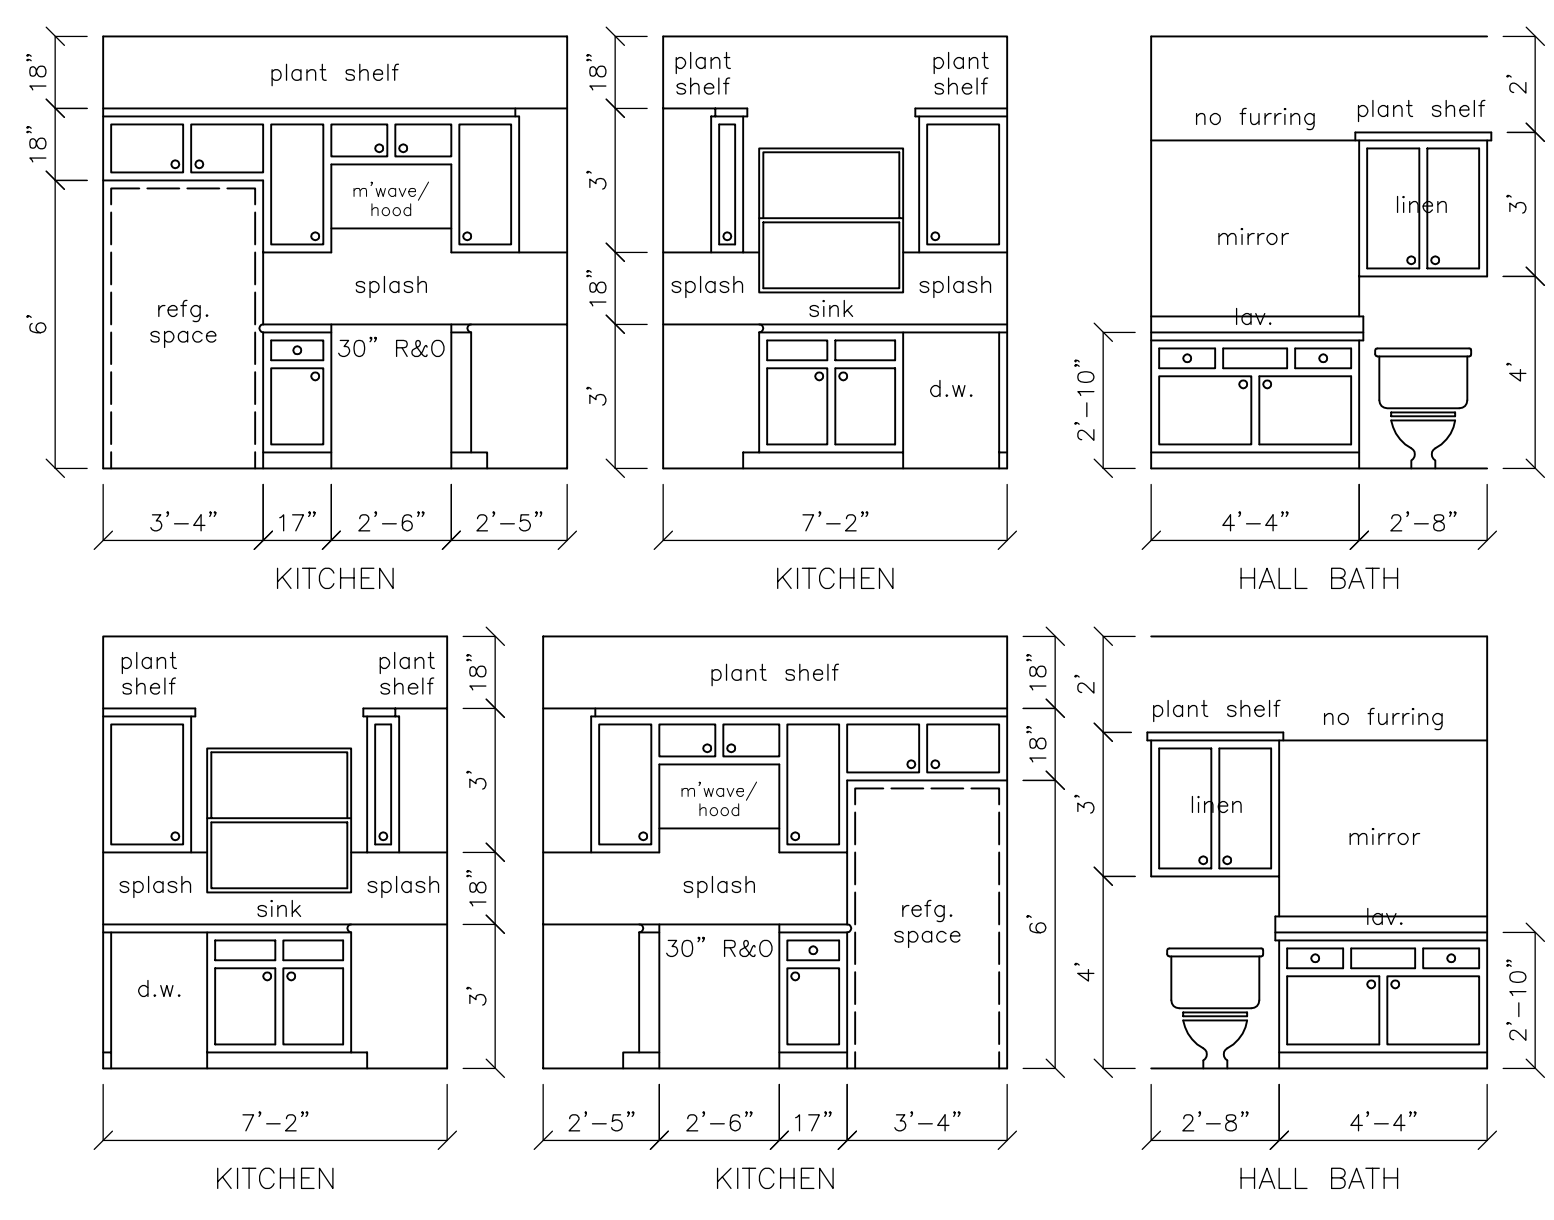 18”
18”
6’
plant shelf
m’wave/
hood
splash
refg.
space
30” R&O
3’–4”
17”
2’–6”
2’–5”
KITCHEN
18”
3’
18”
3’
plant
shelf
plant
shelf
splash
splash
sink
d.w.
7’–2”
KITCHEN
no furring
plant shelf
mirror
linen
lav.
2’–10”
2’
3’
4’
4’–4”
2’–8”
HALL BATH
plant
shelf
plant
shelf
splash
splash
sink
d.w.
18”
3’
18”
3’
7’–2”
KITCHEN
plant shelf
m’wave/
hood
splash
refg.
space
30” R&O
18”
18”
6’
2’–5”
2’–6”
17”
3’–4”
KITCHEN
2’
3’
4’
plant shelf
no furring
linen
mirror
lav.
2’–10”
2’–8”
4’–4”
HALL BATH